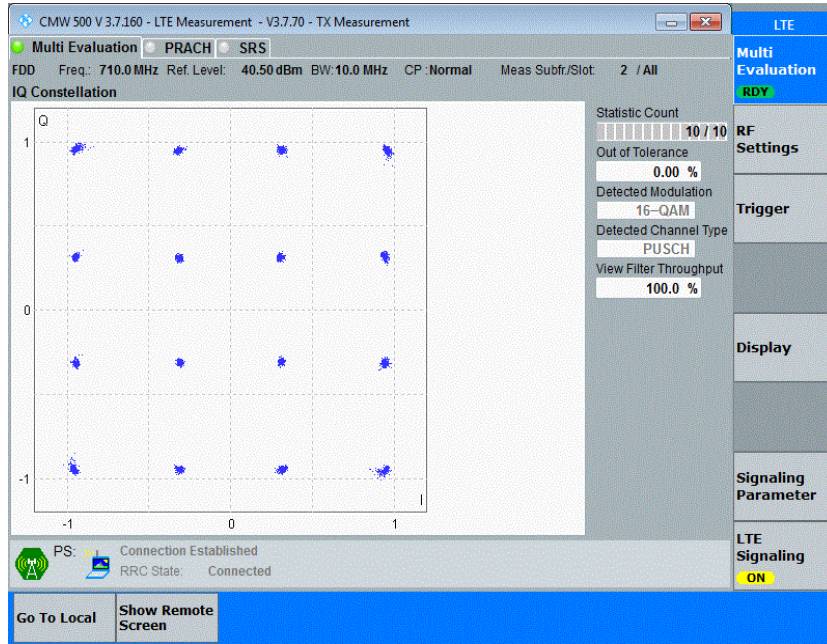 CMW 500 V 3.7.160 - LTE Measurement - V3.7.70 - TX Measurement
LTE
Multi Evaluation PRACH SRS
FDD Freq.: 710.0 MHz Ref. Level: 40.50 dBm BW: 10.0 MHz CP : Normal Meas Subfr./Slot: 2 / All
IQ Constellation
Q
1
0
-1
-1
0
1
I
Statistic Count
10 / 10
Out of Tolerance
0.00 %
Detected Modulation
16-QAM
Detected Channel Type
PUSCH
View Filter Throughput
100.0 %
Multi
Evaluation
RDY
RF
Settings
Trigger
Display
Signaling
Parameter
LTE
Signaling
ON
PS: Connection Established
RRC State: Connected
Go To Local
Show Remote
Screen